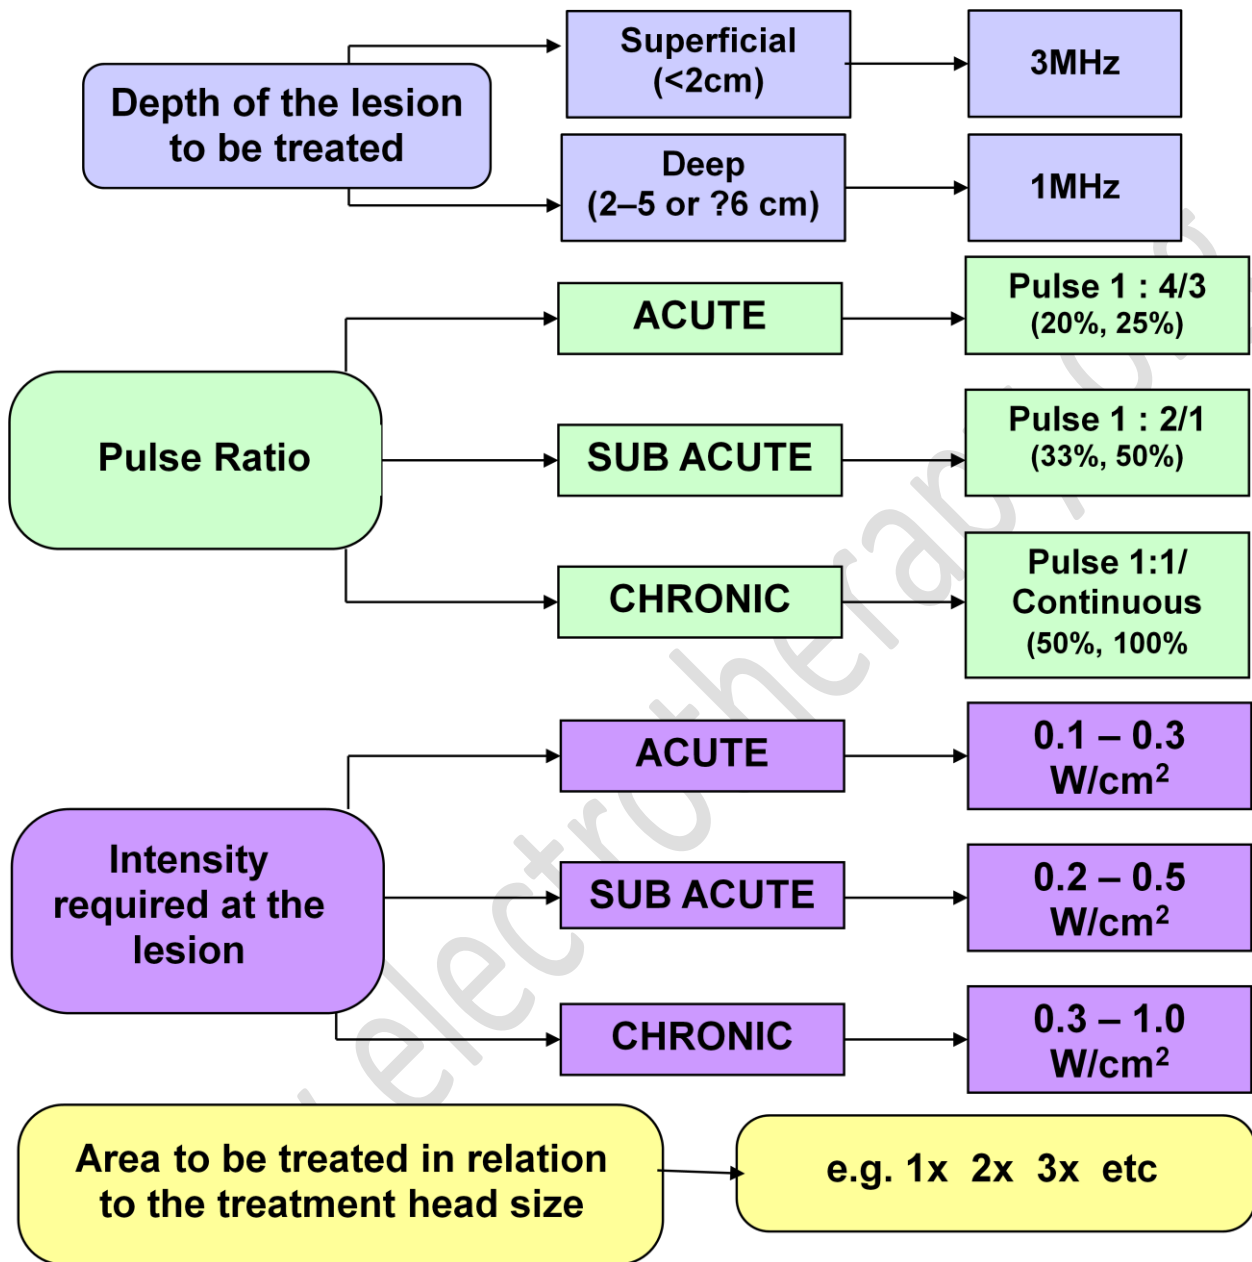 Depth of the lesion
to be treated
Superficial
(<2cm)
3MHz
Deep
(2–5 or ?6 cm)
1MHz
Pulse Ratio
ACUTE
Pulse 1 : 4/3
(20%, 25%)
SUB ACUTE
Pulse 1 : 2/1
(33%, 50%)
CHRONIC
Pulse 1:1/
Continuous
(50%, 100%
Intensity
required at the
lesion
ACUTE
0.1 – 0.3
W/cm²
SUB ACUTE
0.2 – 0.5
W/cm²
CHRONIC
0.3 – 1.0
W/cm²
Area to be treated in relation
to the treatment head size
e.g. 1x 2x 3x etc